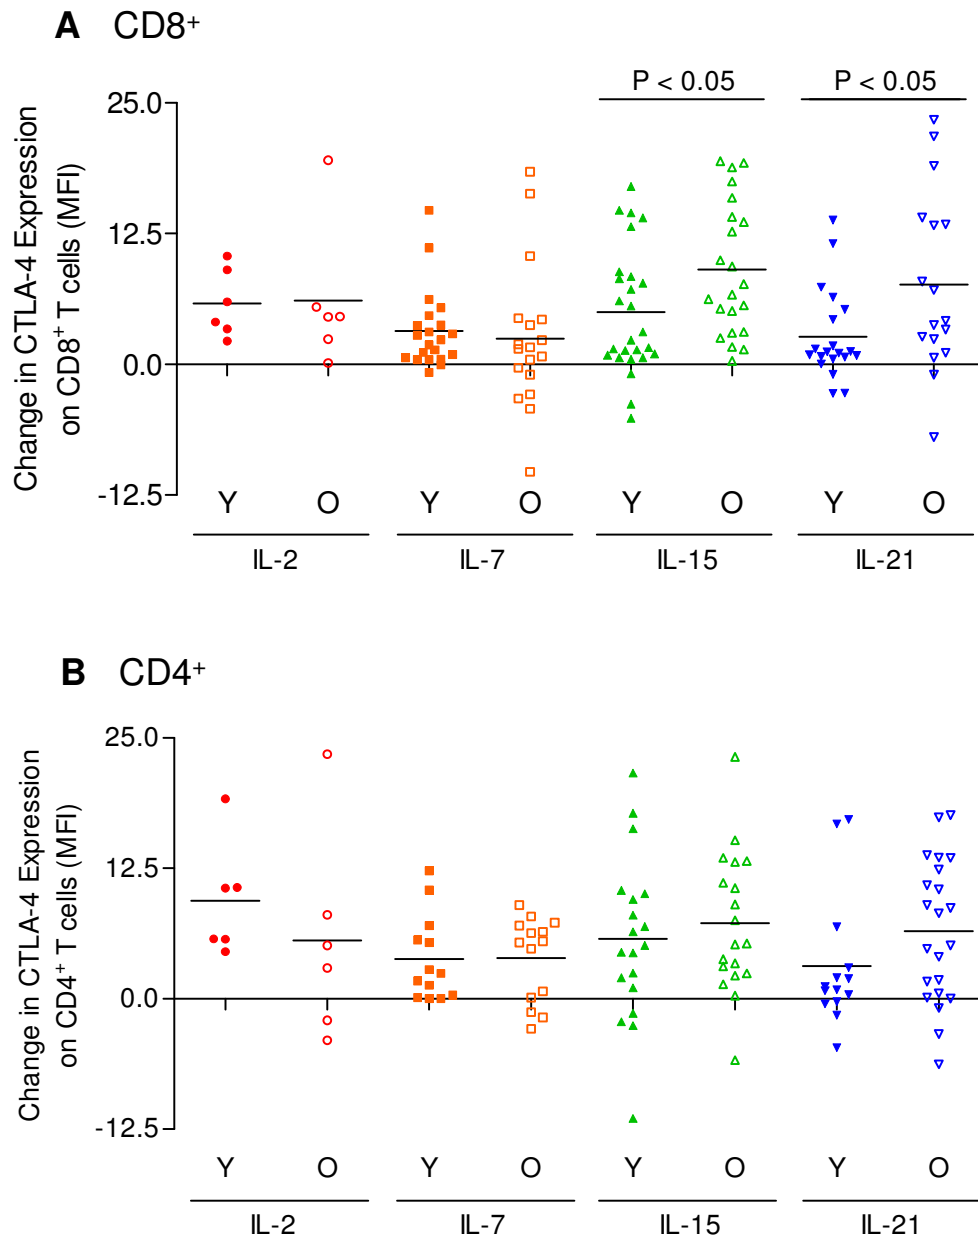 A CD8+
P < 0.05 P < 0.05
25.0
12.5
0.0
-12.5
Change in CTLA-4 Expression
on CD8+ T cells (MFI)
Y O Y O Y O Y O
IL-2 IL-7 IL-15 IL-21
B CD4+
25.0
12.5
0.0
-12.5
Change in CTLA-4 Expression
on CD4+ T cells (MFI)
Y O Y O Y O Y O
IL-2 IL-7 IL-15 IL-21